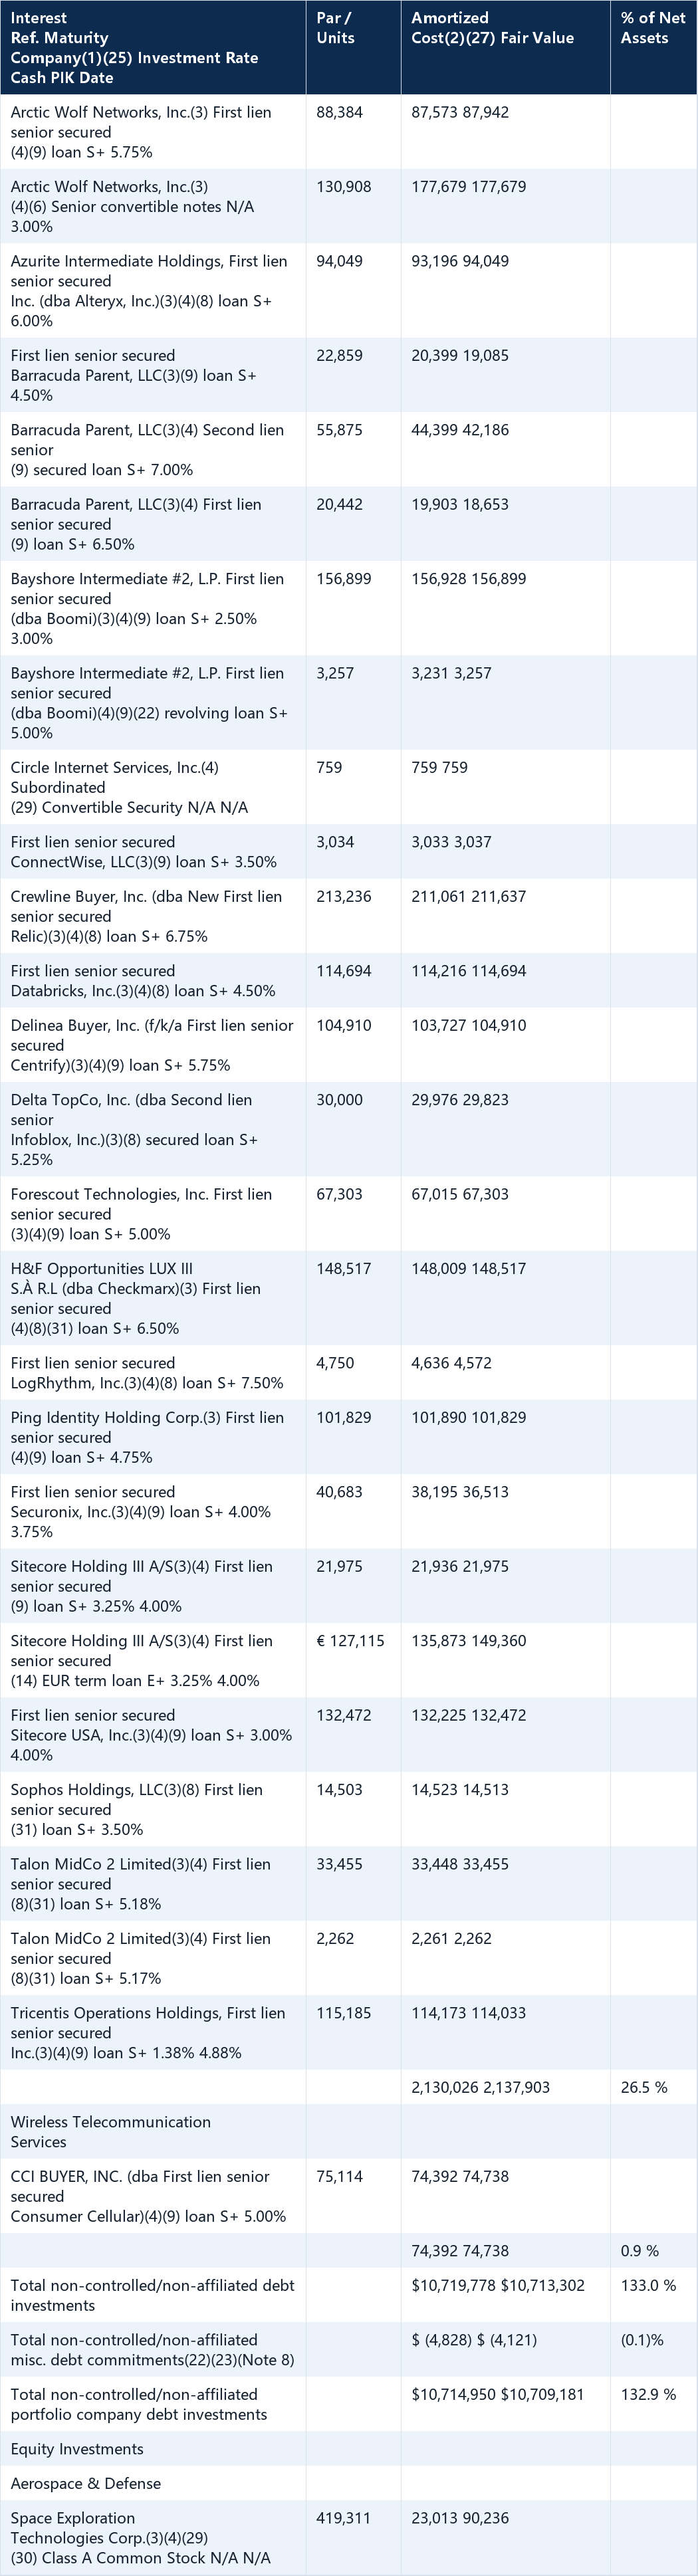 Interest
Ref. Maturity
Company(1)(25) Investment Rate
Cash PIK Date
Par /
Units
Amortized
Cost(2)(27) Fair Value
% of Net
Assets
Arctic Wolf Networks, Inc.(3) First lien
senior secured
(4)(9) loan S+ 5.75%
88,384
87,573 87,942
Arctic Wolf Networks, Inc.(3)
(4)(6) Senior convertible notes N/A
3.00%
130,908
177,679 177,679
Azurite Intermediate Holdings, First lien
senior secured
Inc. (dba Alteryx, Inc.)(3)(4)(8) loan S+
6.00%
94,049
93,196 94,049
First lien senior secured
Barracuda Parent, LLC(3)(9) loan S+
4.50%
22,859
20,399 19,085
Barracuda Parent, LLC(3)(4) Second lien
senior
(9) secured loan S+ 7.00%
55,875
44,399 42,186
Barracuda Parent, LLC(3)(4) First lien
senior secured
(9) loan S+ 6.50%
20,442
19,903 18,653
Bayshore Intermediate #2, L.P. First lien
senior secured
(dba Boomi)(3)(4)(9) loan S+ 2.50%
3.00%
156,899
156,928 156,899
Bayshore Intermediate #2, L.P. First lien
senior secured
(dba Boomi)(4)(9)(22) revolving loan S+
5.00%
3,257
3,231 3,257
Circle Internet Services, Inc.(4)
Subordinated
(29) Convertible Security N/A N/A
759
759 759
First lien senior secured
ConnectWise, LLC(3)(9) loan S+ 3.50%
3,034
3,033 3,037
Crewline Buyer, Inc. (dba New First lien
senior secured
Relic)(3)(4)(8) loan S+ 6.75%
213,236
211,061 211,637
First lien senior secured
Databricks, Inc.(3)(4)(8) loan S+ 4.50%
114,694
114,216 114,694
Delinea Buyer, Inc. (f/k/a First lien senior
secured
Centrify)(3)(4)(9) loan S+ 5.75%
104,910
103,727 104,910
Delta TopCo, Inc. (dba Second lien
senior
Infoblox, Inc.)(3)(8) secured loan S+
5.25%
30,000
29,976 29,823
Forescout Technologies, Inc. First lien
senior secured
(3)(4)(9) loan S+ 5.00%
67,303
67,015 67,303
H&F Opportunities LUX III
S.À R.L (dba Checkmarx)(3) First lien
senior secured
(4)(8)(31) loan S+ 6.50%
148,517
148,009 148,517
First lien senior secured
LogRhythm, Inc.(3)(4)(8) loan S+ 7.50%
4,750
4,636 4,572
Ping Identity Holding Corp.(3) First lien
senior secured
(4)(9) loan S+ 4.75%
101,829
101,890 101,829
First lien senior secured
Securonix, Inc.(3)(4)(9) loan S+ 4.00%
3.75%
40,683
38,195 36,513
Sitecore Holding III A/S(3)(4) First lien
senior secured
(9) loan S+ 3.25% 4.00%
21,975
21,936 21,975
Sitecore Holding III A/S(3)(4) First lien
senior secured
(14) EUR term loan E+ 3.25% 4.00%
€ 127,115
135,873 149,360
First lien senior secured
Sitecore USA, Inc.(3)(4)(9) loan S+ 3.00%
4.00%
132,472
132,225 132,472
Sophos Holdings, LLC(3)(8) First lien
senior secured
(31) loan S+ 3.50%
14,503
14,523 14,513
Talon MidCo 2 Limited(3)(4) First lien
senior secured
(8)(31) loan S+ 5.18%
33,455
33,448 33,455
Talon MidCo 2 Limited(3)(4) First lien
senior secured
(8)(31) loan S+ 5.17%
2,262
2,261 2,262
Tricentis Operations Holdings, First lien
senior secured
Inc.(3)(4)(9) loan S+ 1.38% 4.88%
115,185
114,173 114,033
2,130,026 2,137,903
26.5 %
Wireless Telecommunication
Services
CCI BUYER, INC. (dba First lien senior
secured
Consumer Cellular)(4)(9) loan S+ 5.00%
75,114
74,392 74,738
74,392 74,738
0.9 %
Total non-controlled/non-affiliated debt
investments
$10,719,778 $10,713,302
133.0 %
Total non-controlled/non-affiliated
misc. debt commitments(22)(23)(Note 8)
$ (4,828) $ (4,121)
(0.1)%
Total non-controlled/non-affiliated
portfolio company debt investments
$10,714,950 $10,709,181
132.9 %
Equity Investments
Aerospace & Defense
Space Exploration
Technologies Corp.(3)(4)(29)
(30) Class A Common Stock N/A N/A
419,311
23,013 90,236